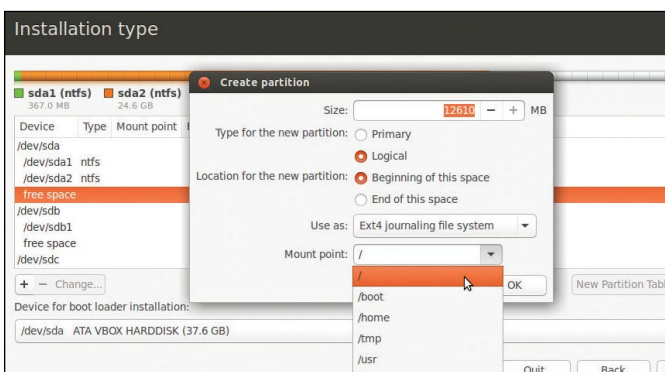 Installation type
sda1 (ntfs) sda2 (ntfs)
367.0 MB 24.6 GB
Create partition
Size: 12610 − + MB
Type for the new partition: Primary
Logical
Location for the new partition: Beginning of this space
End of this space
Use as: Ext4 journaling file system
Mount point: /
/
/boot
/home
/tmp
/usr
OK
Device Type Mount point
/dev/sda
/dev/sda1 ntfs
/dev/sda2 ntfs
free space
/dev/sdb
/dev/sdb1
free space
/dev/sdc
+ − Change... New Partition Tabl
Device for boot loader installation:
/dev/sda ATA VBOX HARDDISK (37.6 GB)
Quit Back